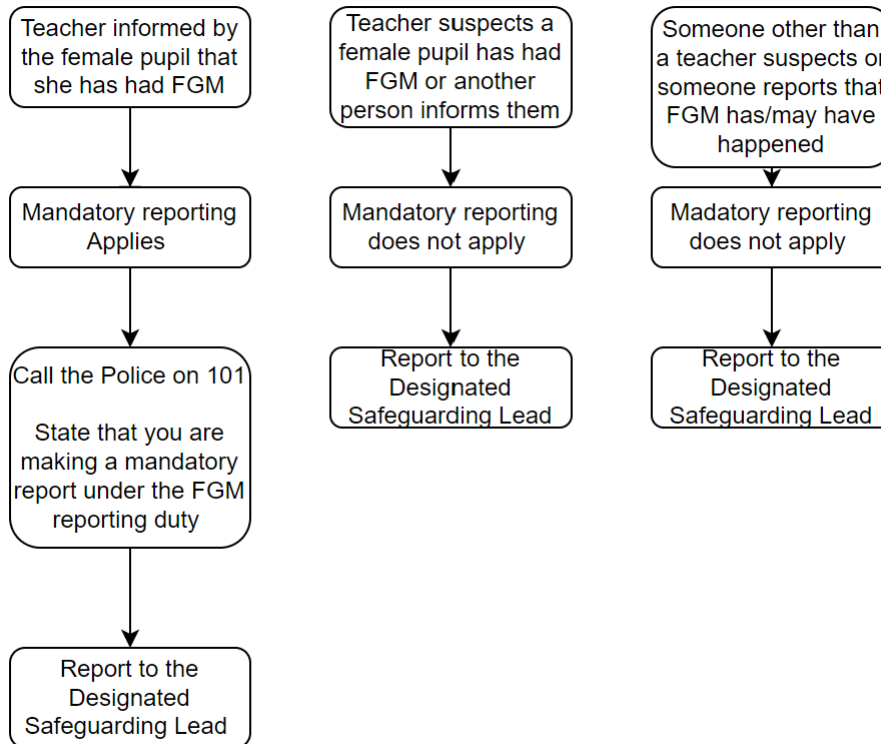 Teacher informed by
the female pupil that
she has had FGM
Mandatory reporting
Applies
Call the Police on 101
State that you are
making a mandatory
report under the FGM
reporting duty
Report to the
Designated
Safeguarding Lead
Teacher suspects a
female pupil has had
FGM or another
person informs them
Mandatory reporting
does not apply
Report to the
Designated
Safeguarding Lead
Someone other than
a teacher suspects or
someone reports that
FGM has/may have
happened
Madatory reporting
does not apply
Report to the
Designated
Safeguarding Lead